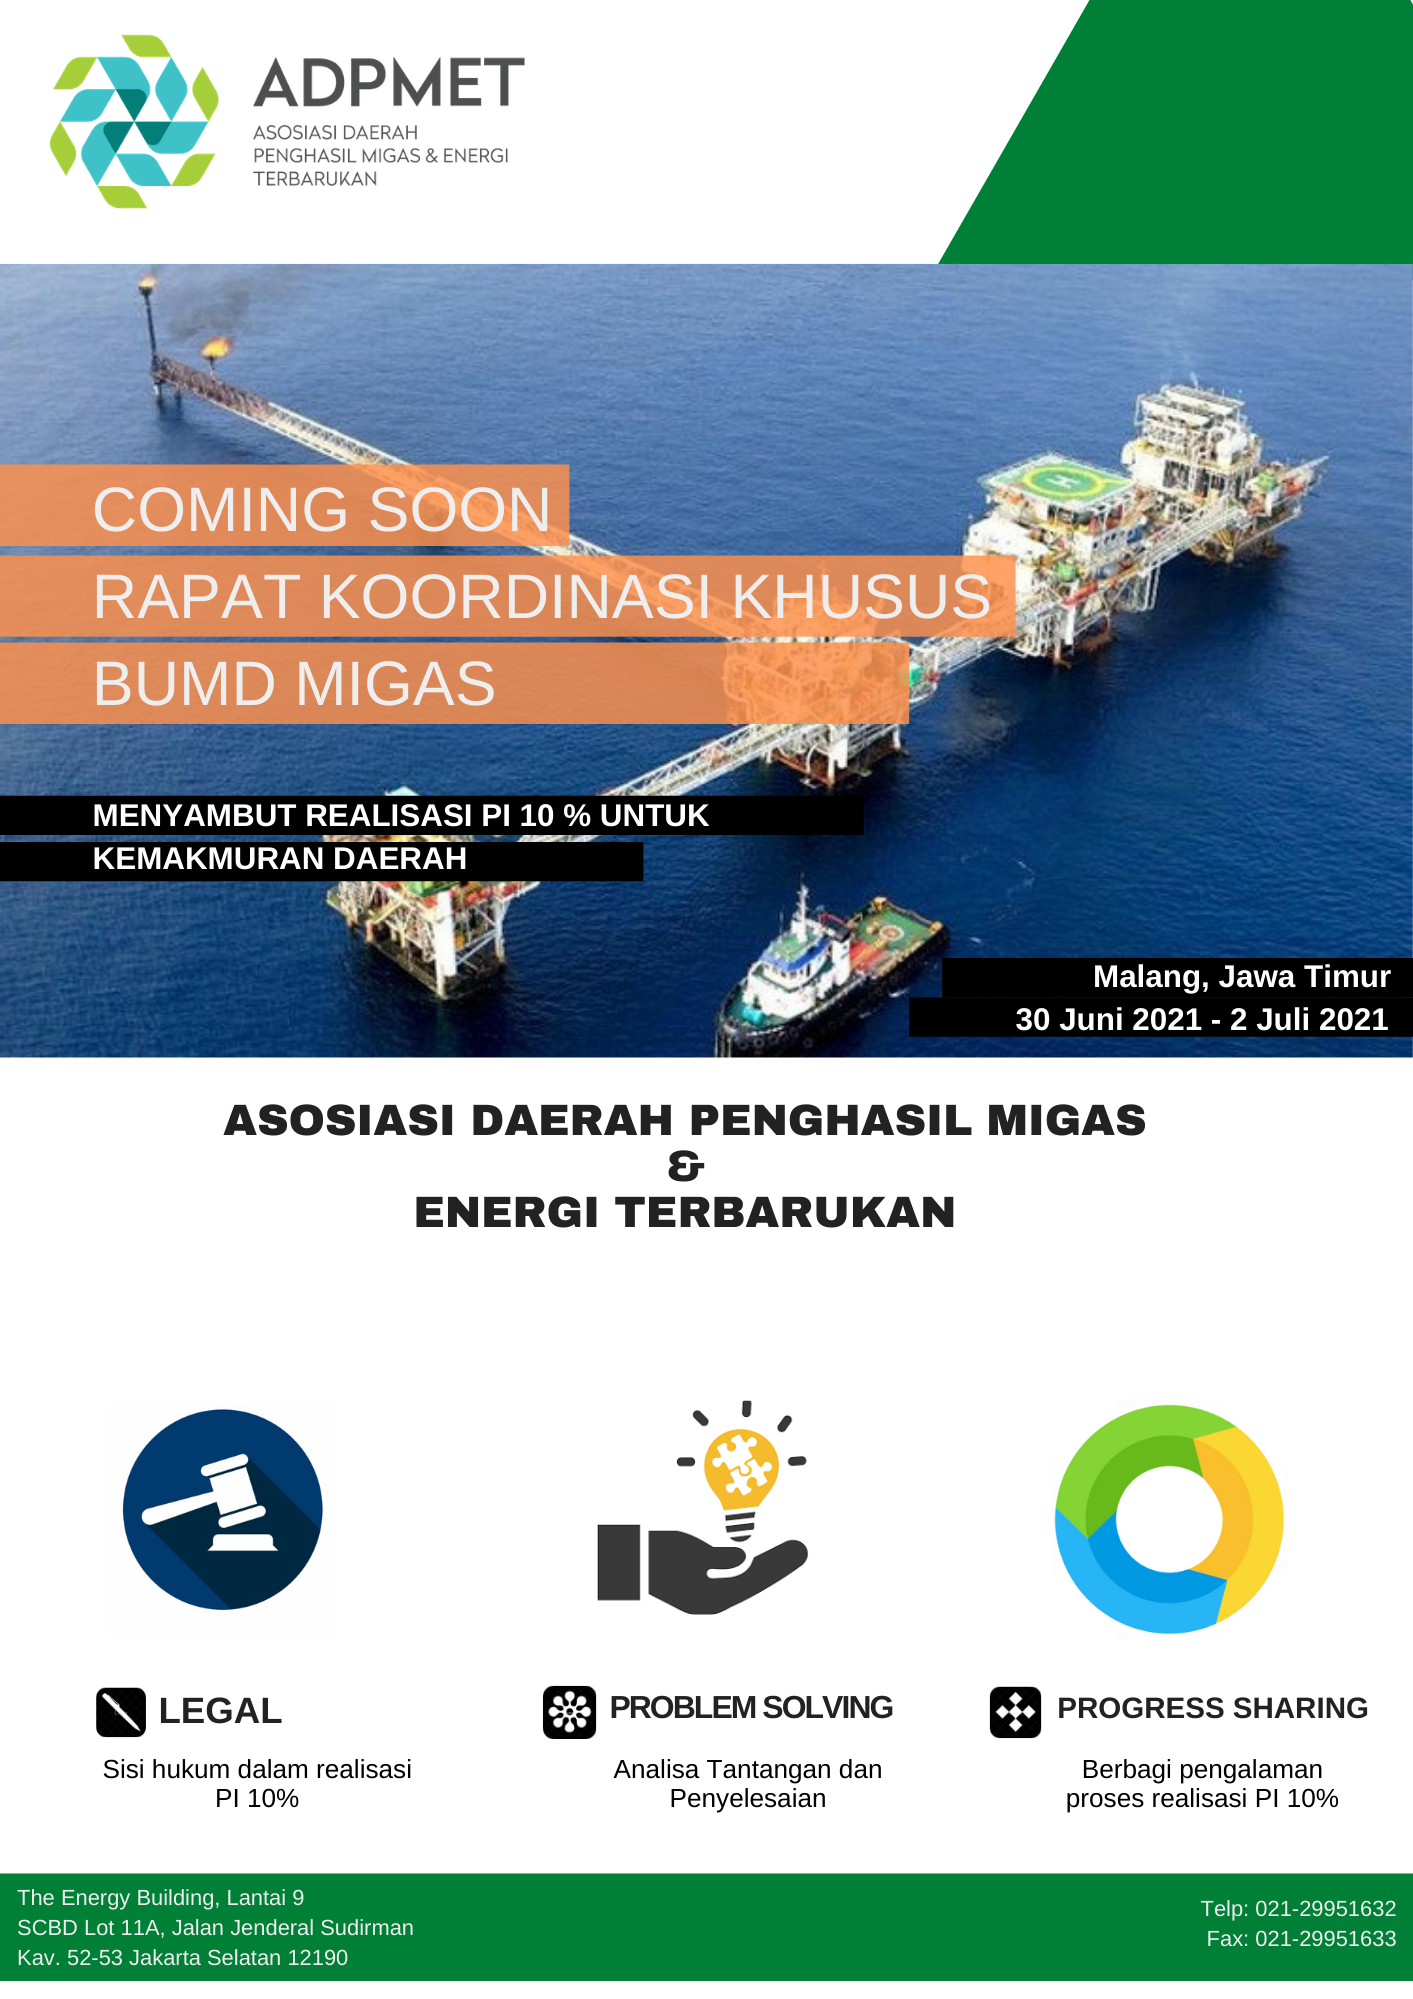 ADPMET
ASOSIASI DAERAH
PENGHASIL MIGAS & ENERGI
TERBARUKAN
COMING SOON
RAPAT KOORDINASI KHUSUS
BUMD MIGAS
MENYAMBUT REALISASI PI 10 % UNTUK
KEMAKMURAN DAERAH
Malang, Jawa Timur
30 Juni 2021 - 2 Juli 2021
ASOSIASI DAERAH PENGHASIL MIGAS
&
ENERGI TERBARUKAN
LEGAL
Sisi hukum dalam realisasi
PI 10%
PROBLEM SOLVING
Analisa Tantangan dan
Penyelesaian
PROGRESS SHARING
Berbagi pengalaman
proses realisasi PI 10%
The Energy Building, Lantai 9
SCBD Lot 11A, Jalan Jenderal Sudirman
Kav. 52-53 Jakarta Selatan 12190
Telp: 021-29951632
Fax: 021-29951633